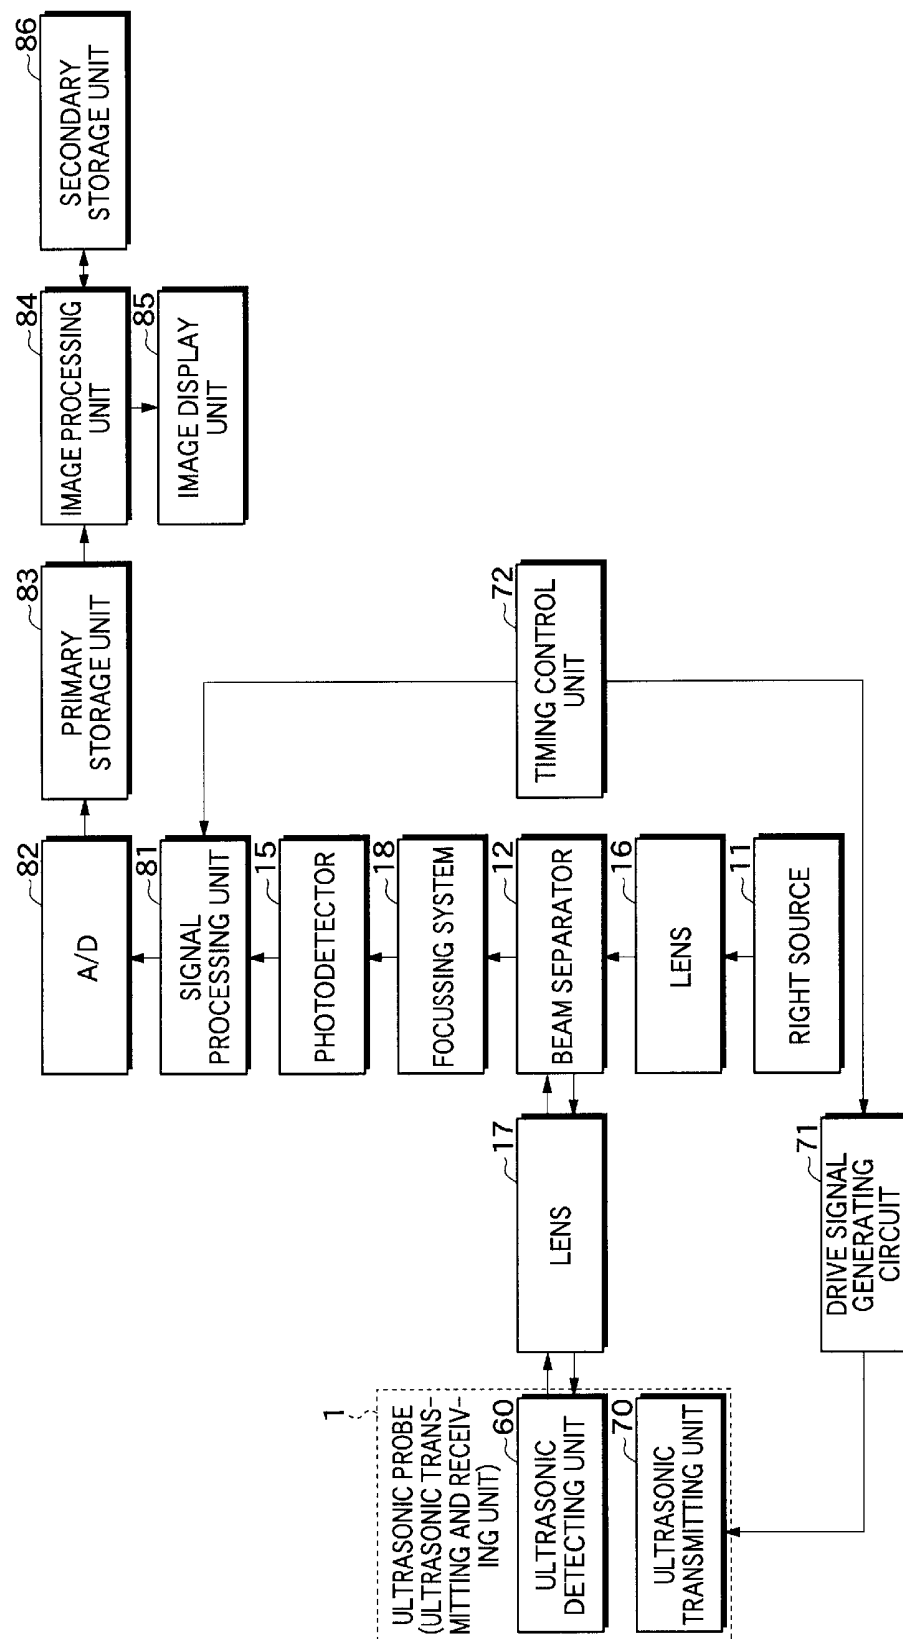 1
ULTRASONIC PROBE
(ULTRASONIC TRANS-
MITTING AND RECEIV-
ING UNIT)
60
ULTRASONIC
DETECTING UNIT
70
ULTRASONIC
TRANSMITTING UNIT
17
LENS
71
DRIVE SIGNAL
GENERATING
CIRCUIT
82
A/D
81
SIGNAL
PROCESSING UNIT
15
PHOTODETECTOR
18
FOCUSSING SYSTEM
12
BEAM SEPARATOR
16
LENS
11
RIGHT SOURCE
83
PRIMARY
STORAGE UNIT
72
TIMING CONTROL
UNIT
84
IMAGE PROCESSING
UNIT
85
IMAGE DISPLAY
UNIT
86
SECONDARY
STORAGE UNIT